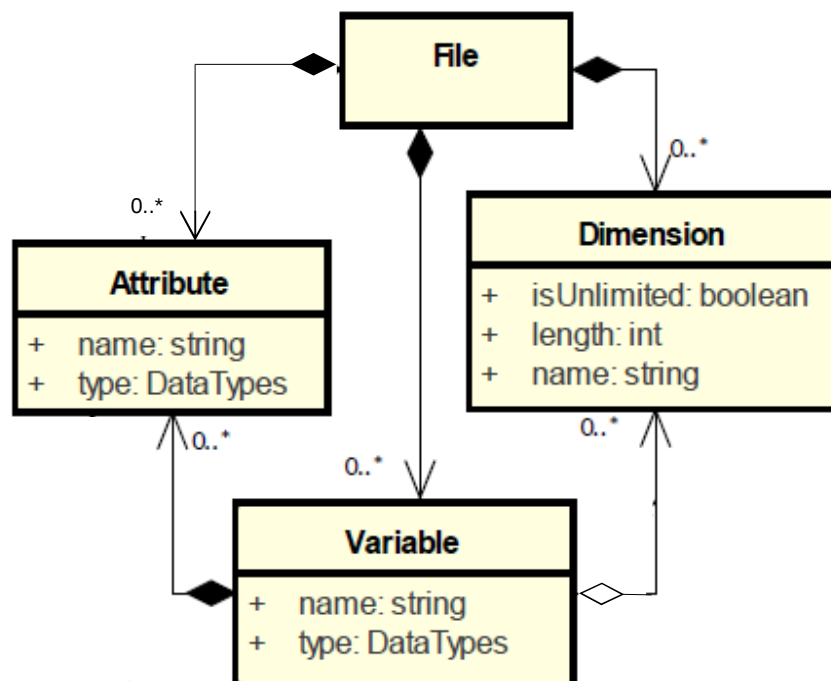 File
0..*
0..*
Attribute
+ name: string
+ type: DataTypes
Dimension
+ isUnlimited: boolean
+ length: int
+ name: string
0..*
0..*
0..*
Variable
+ name: string
+ type: DataTypes